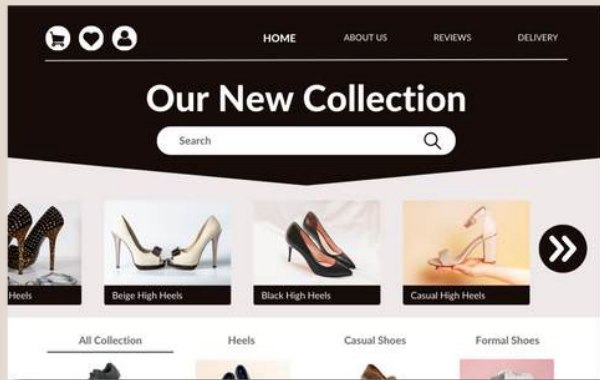 HOME ABOUT US REVIEWS DELIVERY
Our New Collection
Search
Heels
Beige High Heels
Black High Heels
Casual High Heels
All Collection Heels Casual Shoes Formal Shoes